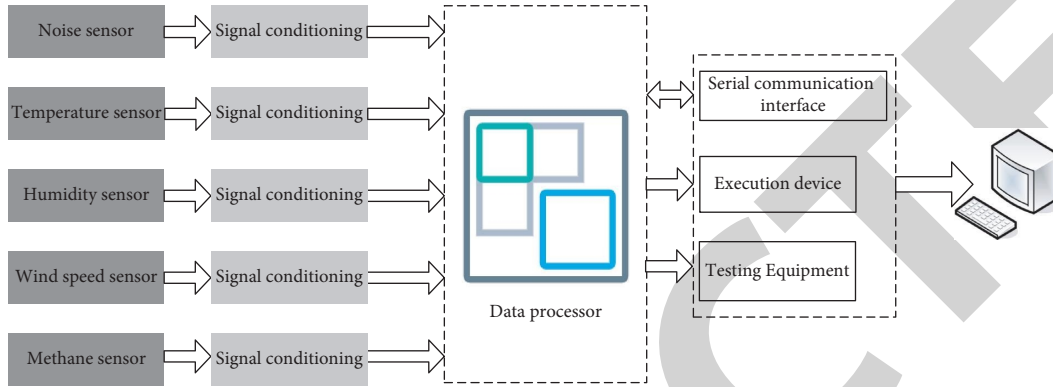 Noise sensor
Signal conditioning
Temperature sensor
Signal conditioning
Humidity sensor
Signal conditioning
Wind speed sensor
Signal conditioning
Methane sensor
Signal conditioning
Data processor
Serial communication
interface
Execution device
Testing Equipment
CTE